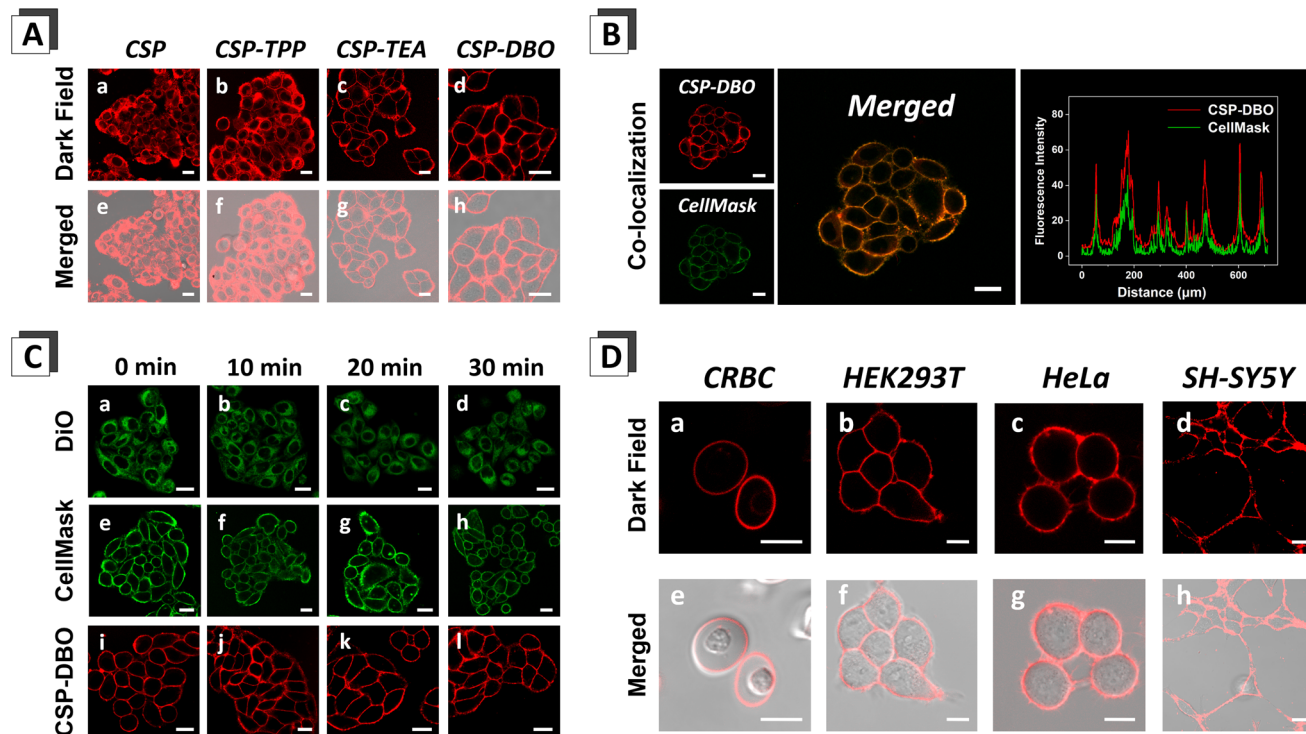 A
CSP CSP-TPP CSP-TEA CSP-DBO
Dark Field
a b c d
Merged
e f g h
B
Co-localization
CSP-DBO
CellMask
Merged
CSP-DBO
CellMask
Fluorescence Intensity
80
60
40
20
0
0 200 400 600
Distance (μm)
C
0 min 10 min 20 min 30 min
DiO
a b c d
CellMask
e f g h
CSP-DBO
i j k l
D
CRBC HEK293T HeLa SH-SY5Y
Dark Field
a b c d
Merged
e f g h